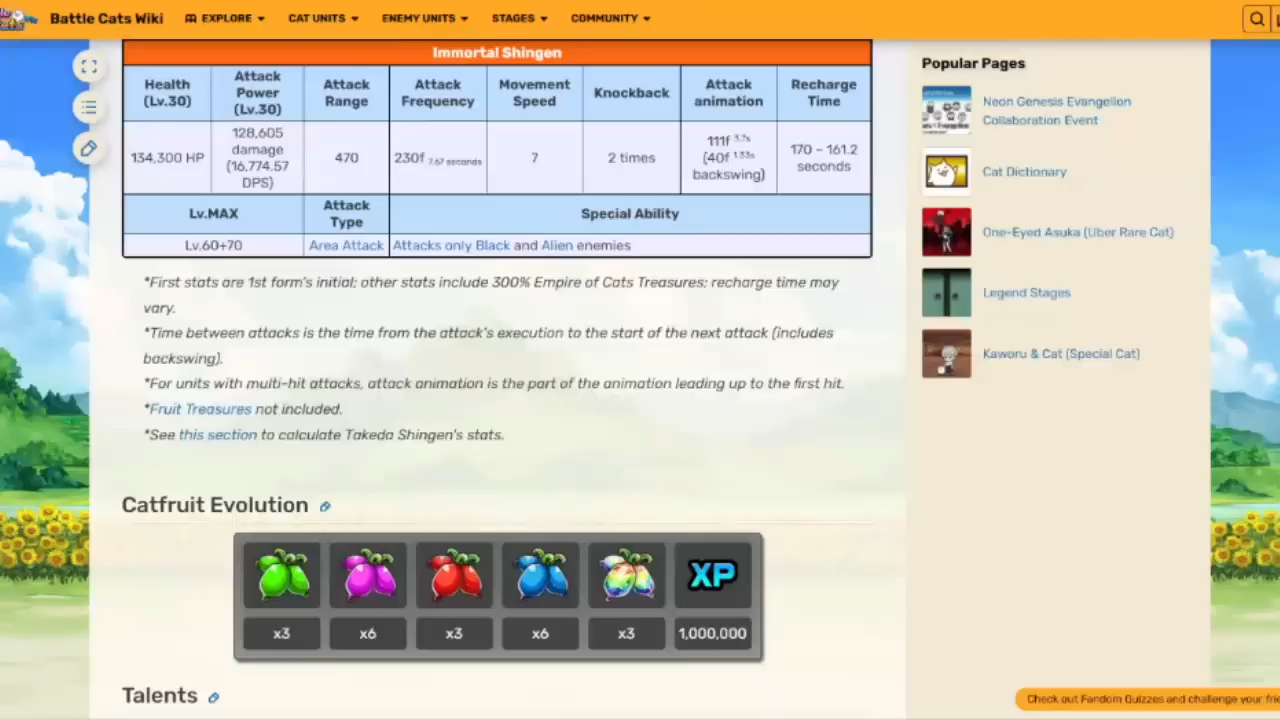 Battle Cats Wiki
EXPLORE
CAT UNITS
ENEMY UNITS
STAGES
COMMUNITY
Immortal Shingen
Health (Lv.30)
Attack Power (Lv.30)
Attack Range
Attack Frequency
Movement Speed
Knockback
Attack animation
Recharge Time
134,300 HP
128,605 damage (16,774.57 DPS)
470
230f 7.67 seconds
7
2 times
111f 3.7s (40f 1.33s backswing)
170 – 161.2 seconds
Lv.MAX
Attack Type
Special Ability
Lv.60+70
Area Attack
Attacks only Black and Alien enemies
*First stats are 1st form's initial; other stats include 300% Empire of Cats Treasures; recharge time may
vary.
*Time between attacks is the time from the attack's execution to the start of the next attack (includes
backswing).
*For units with multi-hit attacks, attack animation is the part of the animation leading up to the first hit.
*Fruit Treasures not included.
*See this section to calculate Takeda Shingen's stats.
Catfruit Evolution
XP
x3
x6
x3
x6
x3
1,000,000
Talents
Popular Pages
Neon Genesis Evangelion
Collaboration Event
Cat Dictionary
One-Eyed Asuka (Uber Rare Cat)
Legend Stages
Kaworu & Cat (Special Cat)
Check out Fandom Quizzes and challenge your